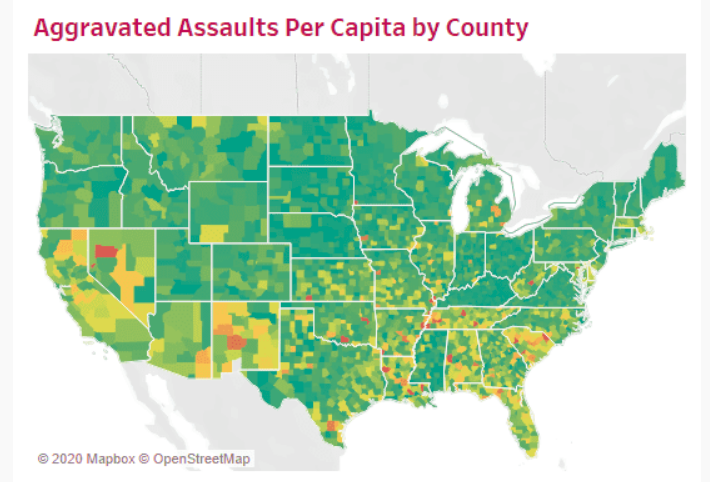 Aggravated Assaults Per Capita by County
© 2020 Mapbox © OpenStreetMap